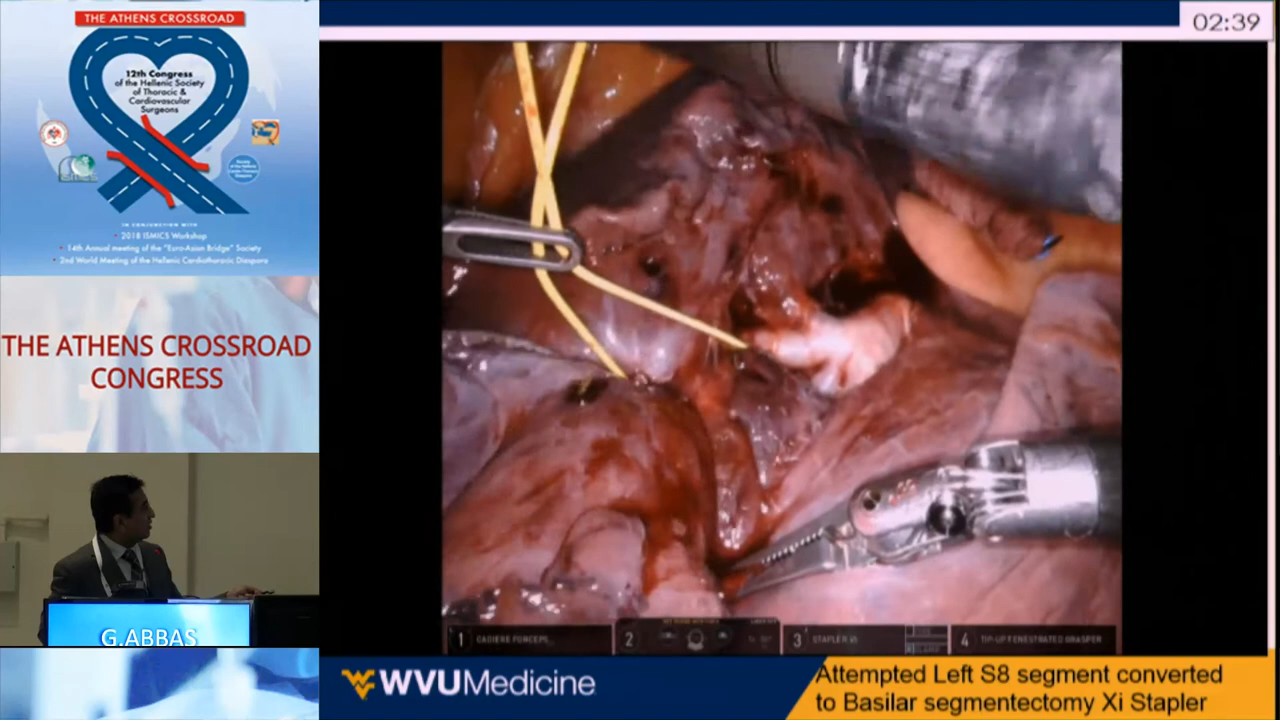 THE ATHENS CROSSROAD
12th Congress
of the Hellenic Society
of Thoracic &
Cardiovascular
Surgeons
IN CONJUNCTION WITH
• 2018 ISMICS Workshop
• 14th Annual meeting of the "Euro-Asian Bridge" Society
• 2nd World Meeting of the Hellenic Cardiothoracic Diaspora
THE ATHENS CROSSROAD
CONGRESS
G.ABBAS
02:39
1 CADIERE FORCEPS
2
3 STAPLER 45
4 TIP-UP FENESTRATED GRASPER
WVUMedicine
Attempted Left S8 segment converted
to Basilar segmentectomy Xi Stapler